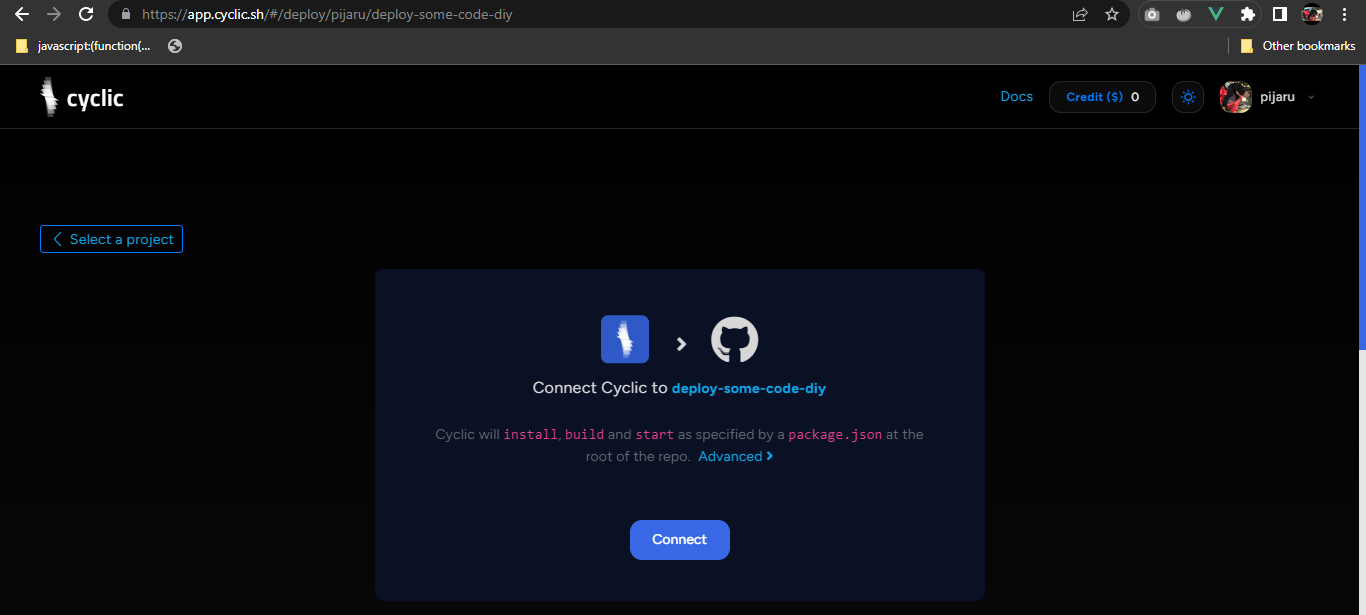 https://app.cyclic.sh/#/deploy/pijaru/deploy-some-code-diy
javascript:(function(...
Other bookmarks
cyclic
Docs
Credit ($) 0
pijaru
Select a project
Connect Cyclic to deploy-some-code-diy
Cyclic will install, build and start as specified by a package.json at the
root of the repo. Advanced
Connect